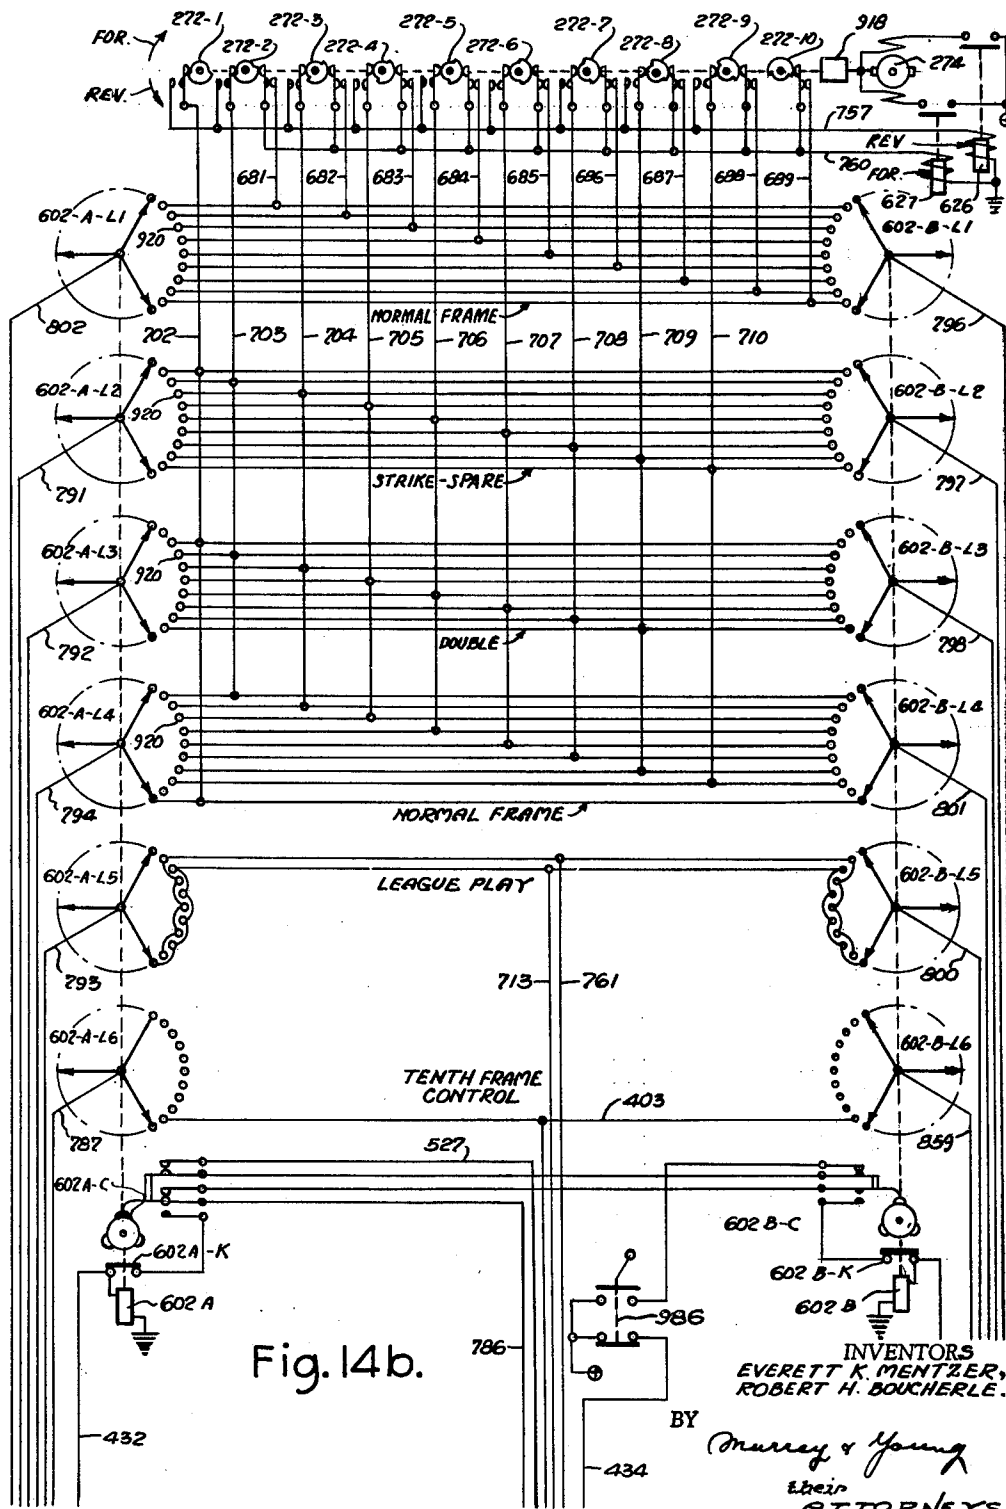 272-1
272-2
272-3
272-4
272-5
272-6
272-7
272-8
272-9
272-10
918
FOR.
REV.
274
757
REV
760
FOR.
681
682
683
684
685
686
687
688
689
627
626
602-A-L1
920
602-B-L1
NORMAL FRAME
802
702
703
704
705
706
707
708
709
710
796
602-A-L2
920
602-B-L2
STRIKE-SPARE
791
797
602-A-L3
920
602-B-L3
DOUBLE
792
798
602-A-L4
920
602-B-L4
NORMAL FRAME
794
801
602-A-L5
LEAGUE PLAY
602-B-L5
793
713
761
800
602-A-L6
602-B-L6
TENTH FRAME
CONTROL
403
787
859
527
602A-C
602B-C
602A-K
602B-K
602A
602B
986
Fig. 14b.
786
INVENTORS
EVERETT K. MENTZER,
ROBERT H. BOUCHERLE.
BY
Murray & Young
their
ATTORNEYS
432
434